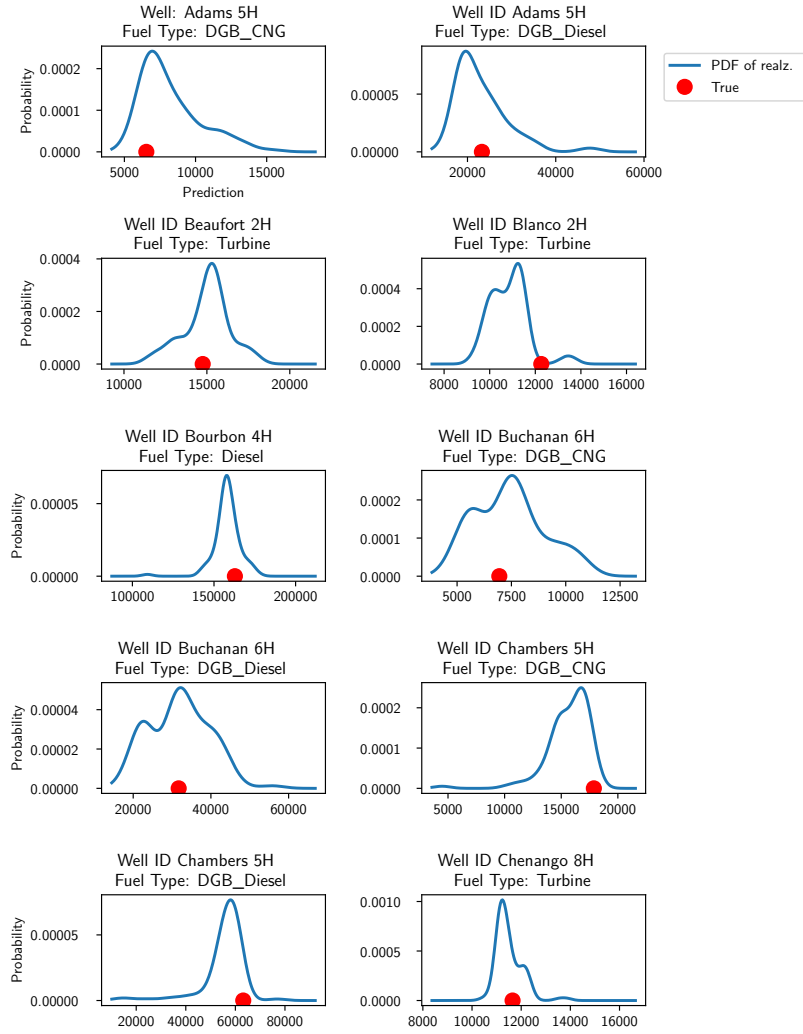 Well: Adams 5H
Fuel Type: DGB_CNG
Probability
0.0002
0.0001
0.0000
5000 10000 15000
Prediction
Well ID Adams 5H
Fuel Type: DGB_Diesel
0.00005
0.00000
20000 40000 60000
PDF of realz.
True
Well ID Beaufort 2H
Fuel Type: Turbine
Probability
0.0004
0.0002
0.0000
10000 15000 20000
Well ID Blanco 2H
Fuel Type: Turbine
0.0004
0.0002
0.0000
8000 10000 12000 14000 16000
Well ID Bourbon 4H
Fuel Type: Diesel
Probability
0.00005
0.00000
100000 150000 200000
Well ID Buchanan 6H
Fuel Type: DGB_CNG
0.0002
0.0001
0.0000
5000 7500 10000 12500
Well ID Buchanan 6H
Fuel Type: DGB_Diesel
Probability
0.00004
0.00002
0.00000
20000 40000 60000
Well ID Chambers 5H
Fuel Type: DGB_CNG
0.0002
0.0001
0.0000
5000 10000 15000 20000
Well ID Chambers 5H
Fuel Type: DGB_Diesel
Probability
0.00005
0.00000
20000 40000 60000 80000
Well ID Chenango 8H
Fuel Type: Turbine
0.0010
0.0005
0.0000
8000 10000 12000 14000 16000